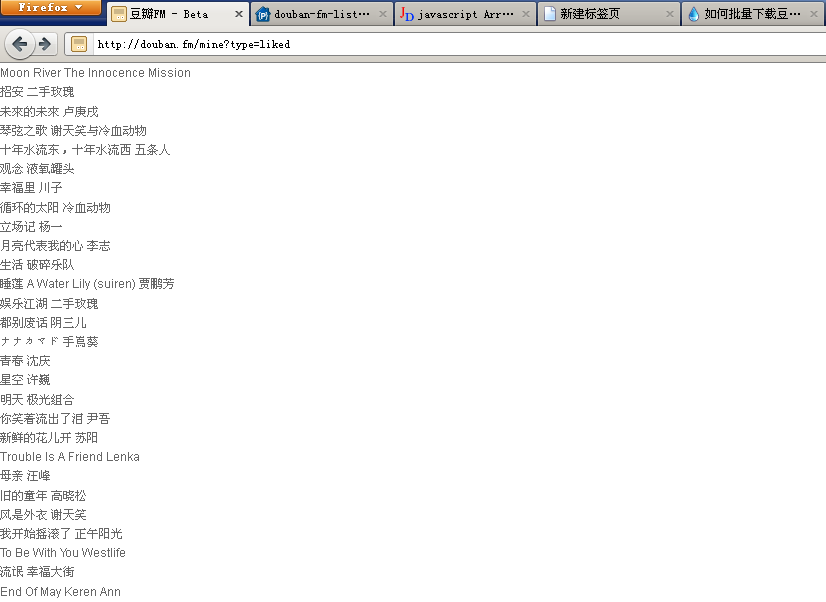 Firefox
豆瓣FM - Beta
douban-fm-list···
javascript Arr···
新建标签页
如何批量下载豆···
http://douban.fm/mine?type=liked
Moon River The Innocence Mission
招安 二手玫瑰
未來的未來 卢庚戌
琴弦之歌 谢天笑与冷血动物
十年水流东，十年水流西 五条人
观念 液氧罐头
幸福里 川子
循环的太阳 冷血动物
立场记 杨一
月亮代表我的心 李志
生活 破碎乐队
睡莲 A Water Lily (suiren) 贾鹏芳
娱乐江湖 二手玫瑰
都别废话 阴三儿
ナナカマド 手嶌葵
青春 沈庆
星空 许巍
明天 极光组合
你笑着流出了泪 尹吾
新鲜的花儿开 苏阳
Trouble Is A Friend Lenka
母亲 汪峰
旧的童年 高晓松
风是外衣 谢天笑
我开始摇滚了 正午阳光
To Be With You Westlife
流氓 幸福大街
End Of May Keren Ann